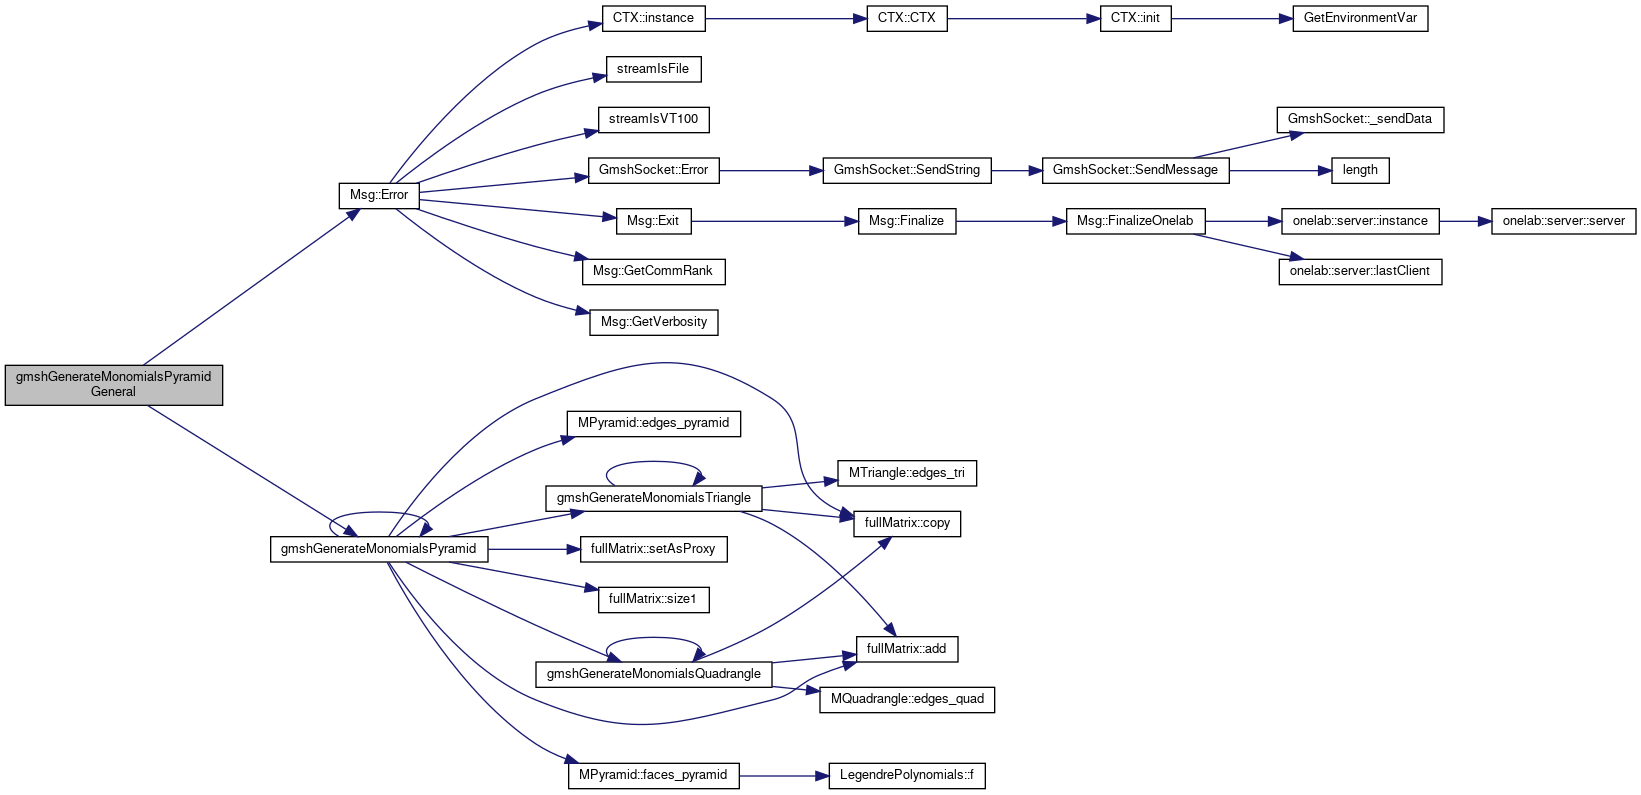 CTX::instance
CTX::CTX
CTX::init
GetEnvironmentVar
streamIsFile
streamIsVT100
GmshSocket::_sendData
GmshSocket::Error
GmshSocket::SendString
GmshSocket::SendMessage
length
Msg::Error
Msg::Exit
Msg::Finalize
Msg::FinalizeOnelab
onelab::server::instance
onelab::server::server
Msg::GetCommRank
onelab::server::lastClient
Msg::GetVerbosity
gmshGenerateMonomialsPyramid
General
MPyramid::edges_pyramid
MTriangle::edges_tri
gmshGenerateMonomialsTriangle
fullMatrix::copy
gmshGenerateMonomialsPyramid
fullMatrix::setAsProxy
fullMatrix::size1
fullMatrix::add
gmshGenerateMonomialsQuadrangle
MQuadrangle::edges_quad
MPyramid::faces_pyramid
LegendrePolynomials::f